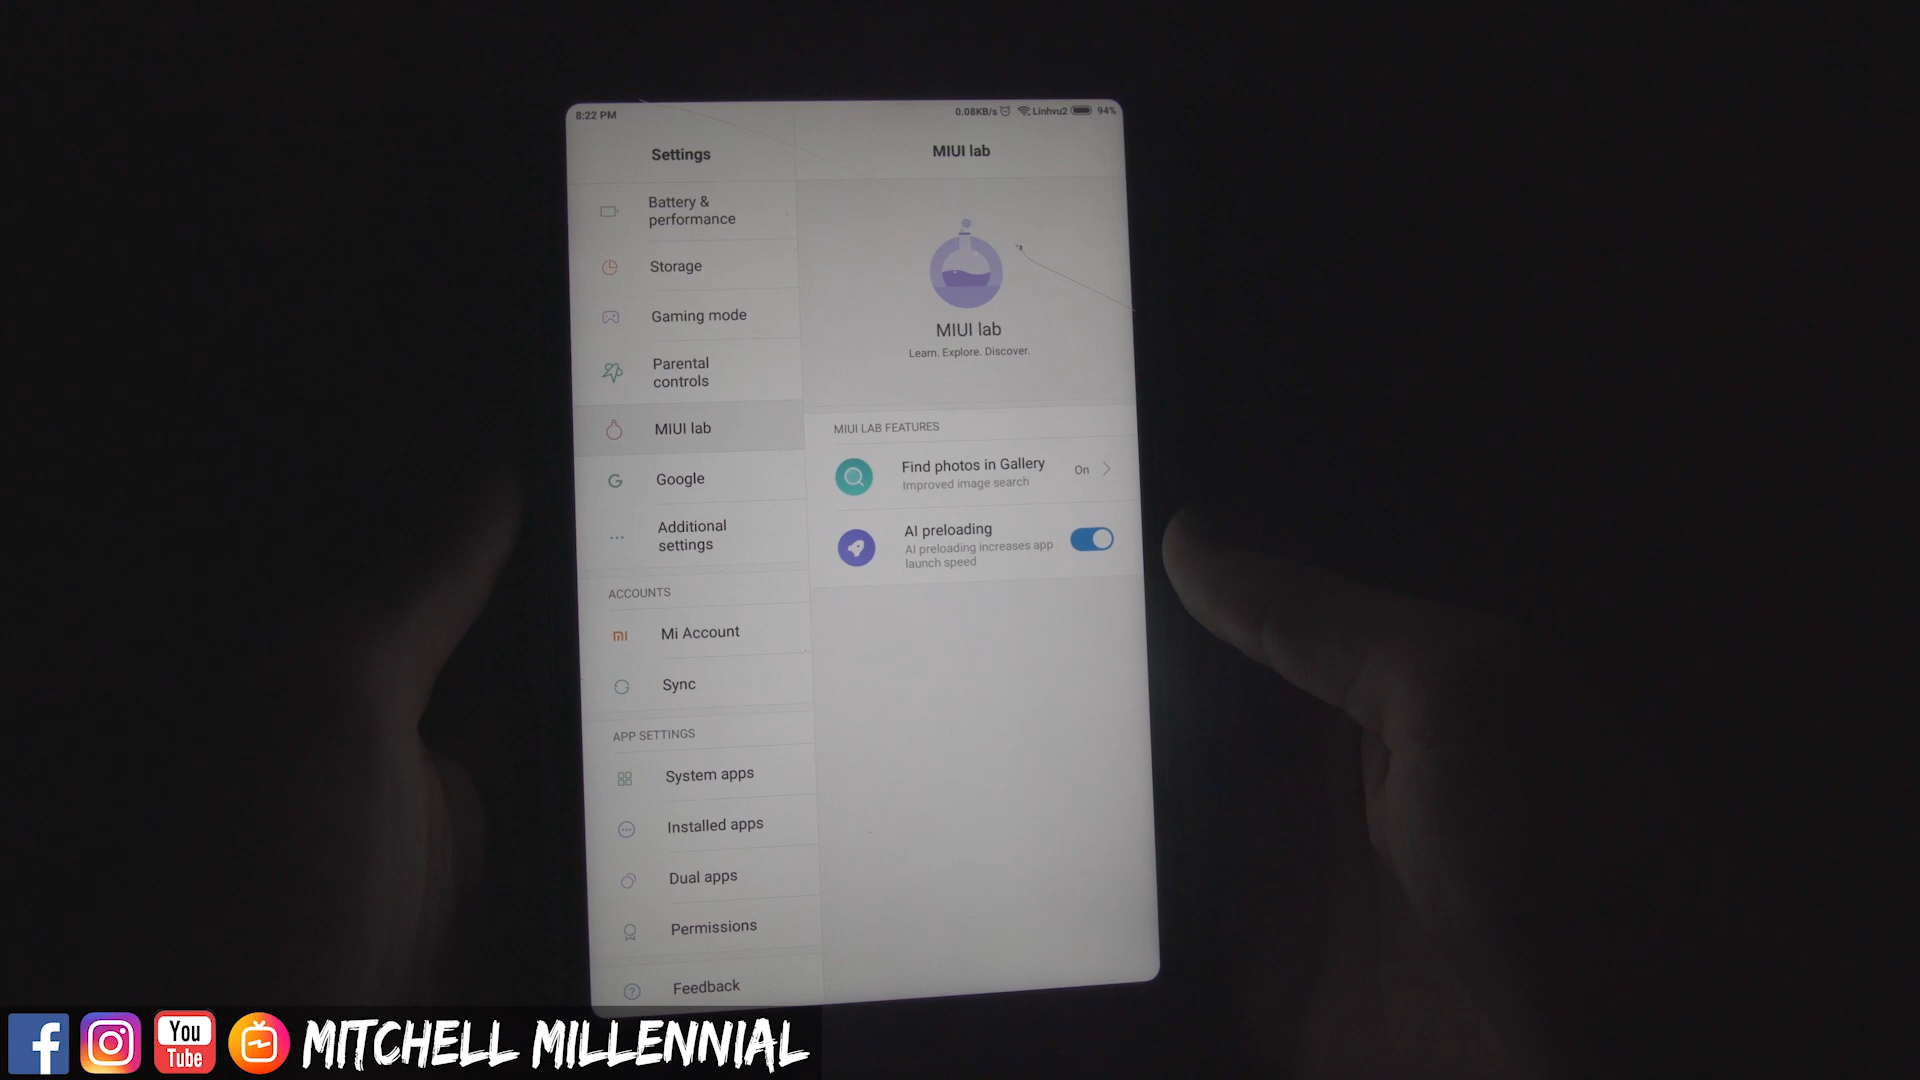 8:22 PM
0.08KB/s Linhvu2 94%
Settings
Battery &
performance
Storage
Gaming mode
Parental
controls
MIUI lab
Google
Additional
settings
ACCOUNTS
Mi Account
Sync
APP SETTINGS
System apps
Installed apps
Dual apps
Permissions
Feedback
MIUI lab
MIUI lab
Learn. Explore. Discover.
MIUI LAB FEATURES
Find photos in Gallery
Improved image search
On
AI preloading
AI preloading increases app
launch speed
You
Tube
MITCHELL MILLENNIAL